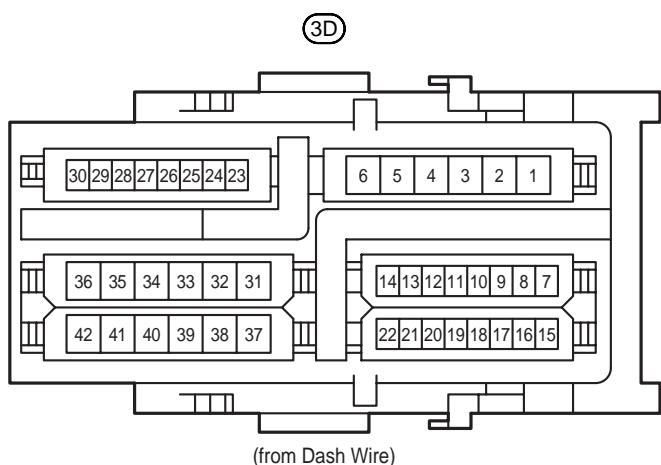 3D
30 29 28 27 26 25 24 23
6 5 4 3 2 1
36 35 34 33 32 31
14 13 12 11 10 9 8 7
42 41 40 39 38 37
22 21 20 19 18 17 16 15
(from Dash Wire)